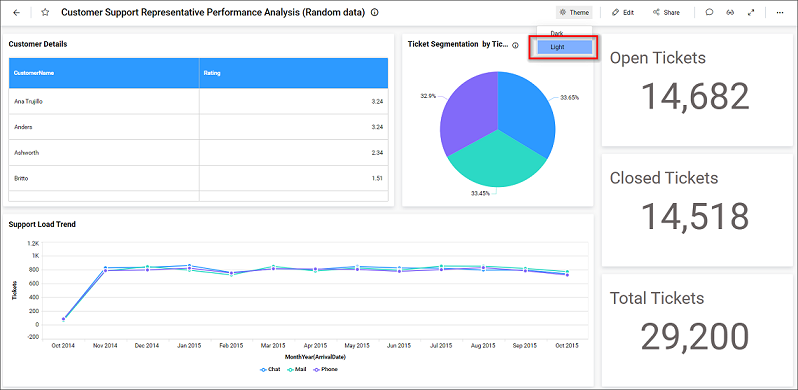 Customer Support Representative Performance Analysis (Random data)
Theme
Edit
Share
Dark
Light
Customer Details
CustomerName Rating
Ana Trujillo 3.24
Anders 3.24
Ashworth 2.34
Britto 1.51
Ticket Segmentation by Tic...
32.9%
33.65%
33.45%
Open Tickets
14,682
Closed Tickets
14,518
Total Tickets
29,200
Support Load Trend
Tickets
1.2K
1K
800
600
400
200
0
-200
Oct 2014 Nov 2014 Dec 2014 Jan 2015 Feb 2015 Mar 2015 Apr 2015 May 2015 Jun 2015 Jul 2015 Aug 2015 Sep 2015 Oct 2015
MonthYear(ArrivalDate)
Chat Mail Phone